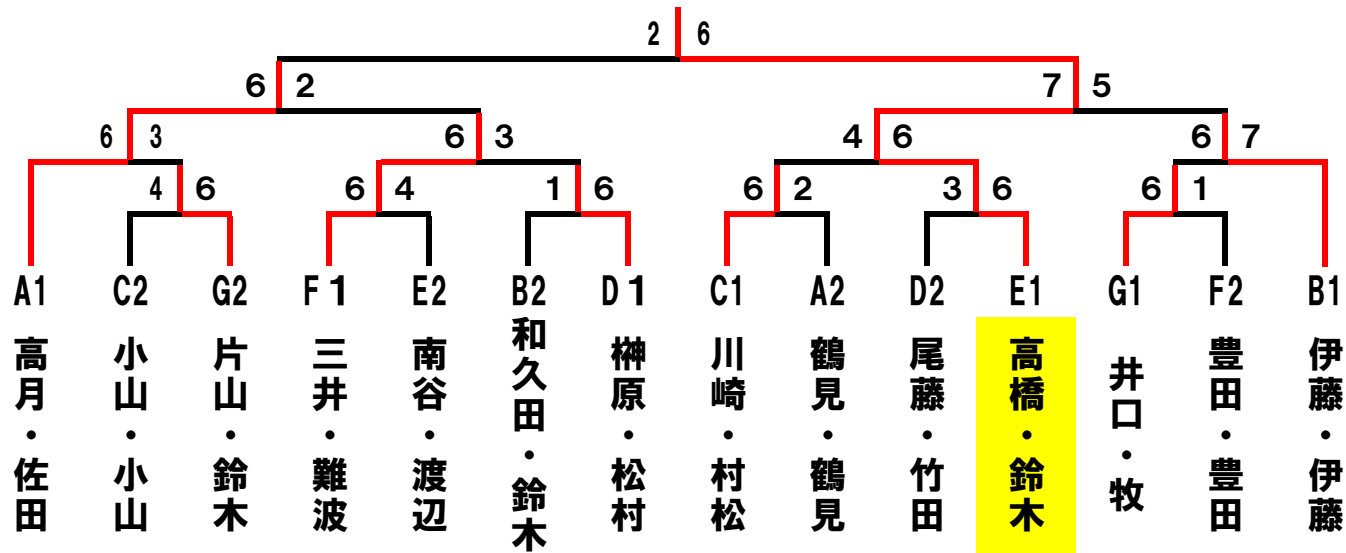 2 6
6 2 7 5
6 3 6 3 4 6 6 7
4 6 6 4 1 6 6 2 3 6 6 1
A1 C2 G2 F１ E2 B2 D１ C1 A2 D2 E1 G1 F2 B1
高月・佐田
小山・小山
片山・鈴木
三井・難波
南谷・渡辺
和久田・鈴木
榊原・松村
川崎・村松
鶴見・鶴見
尾藤・竹田
高橋・鈴木
井口・牧
豊田・豊田
伊藤・伊藤